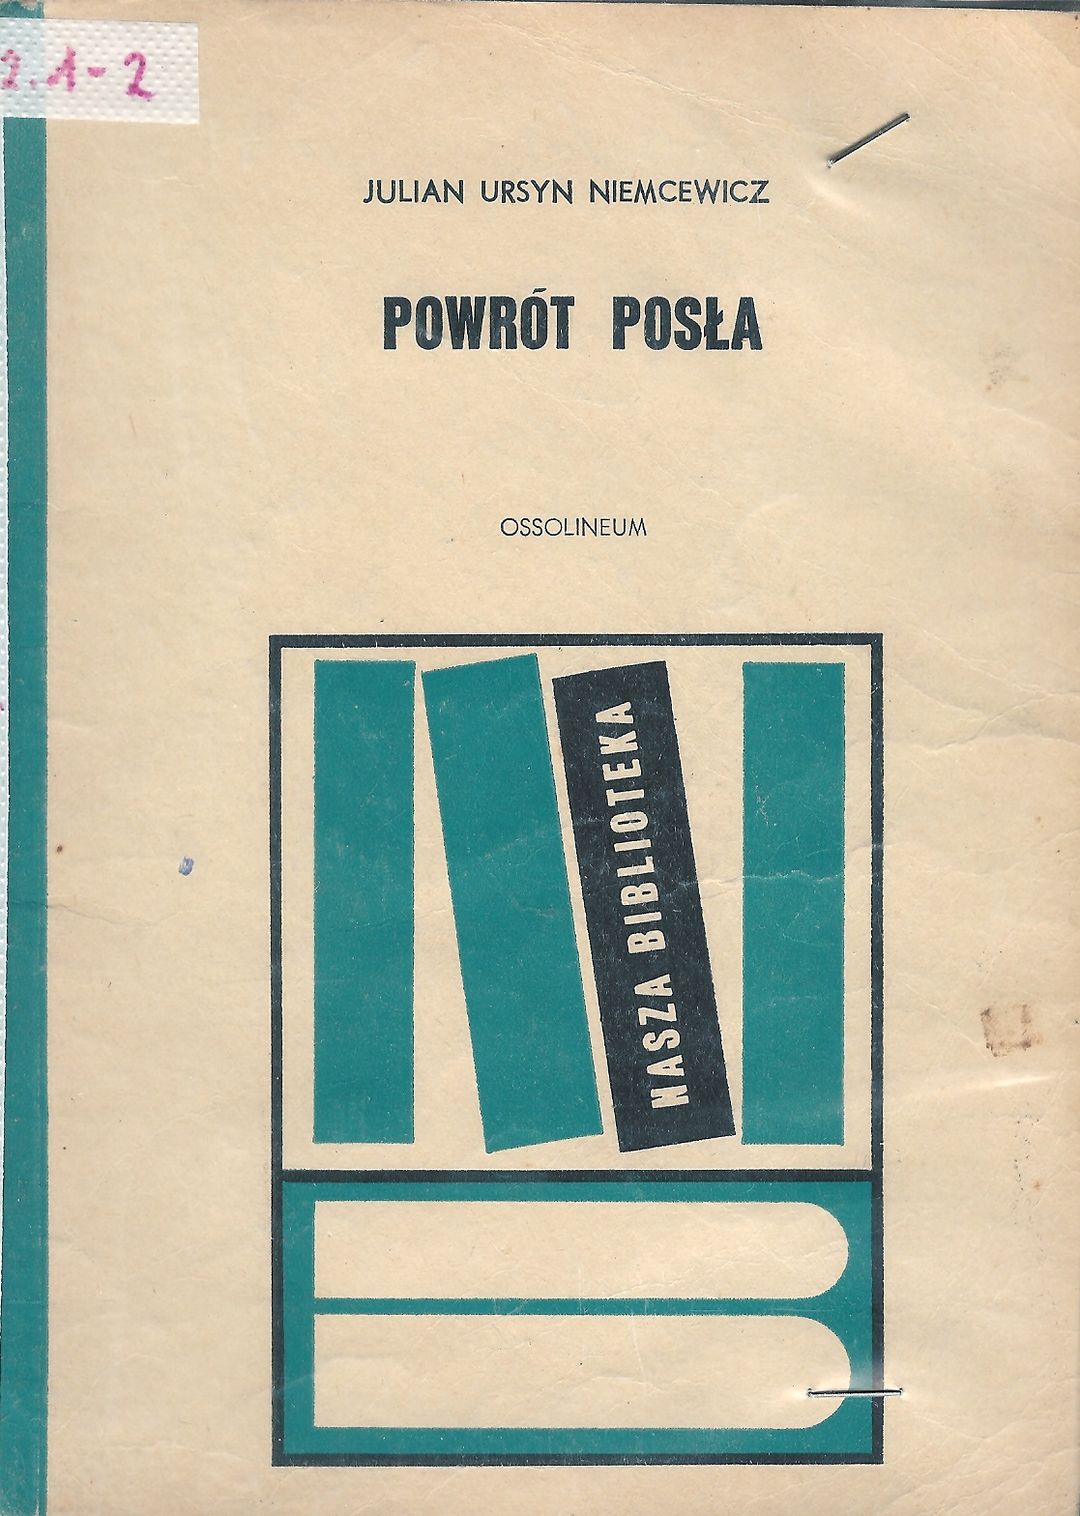 2.1-2
JULIAN URSYN NIEMCEWICZ
POWRÓT POSŁA
OSSOLINEUM
NASZA BIBLIOTEKA